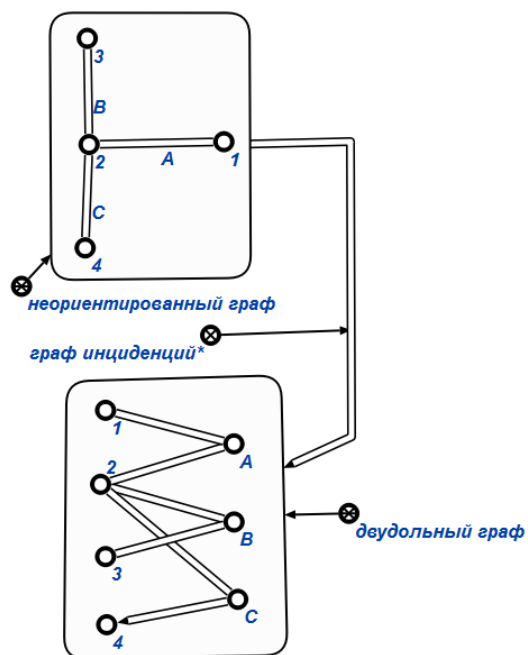 3
B
2
A
1
C
4
неориентированный граф
граф инциденций*
1
A
2
B
двудольный граф
3
C
4